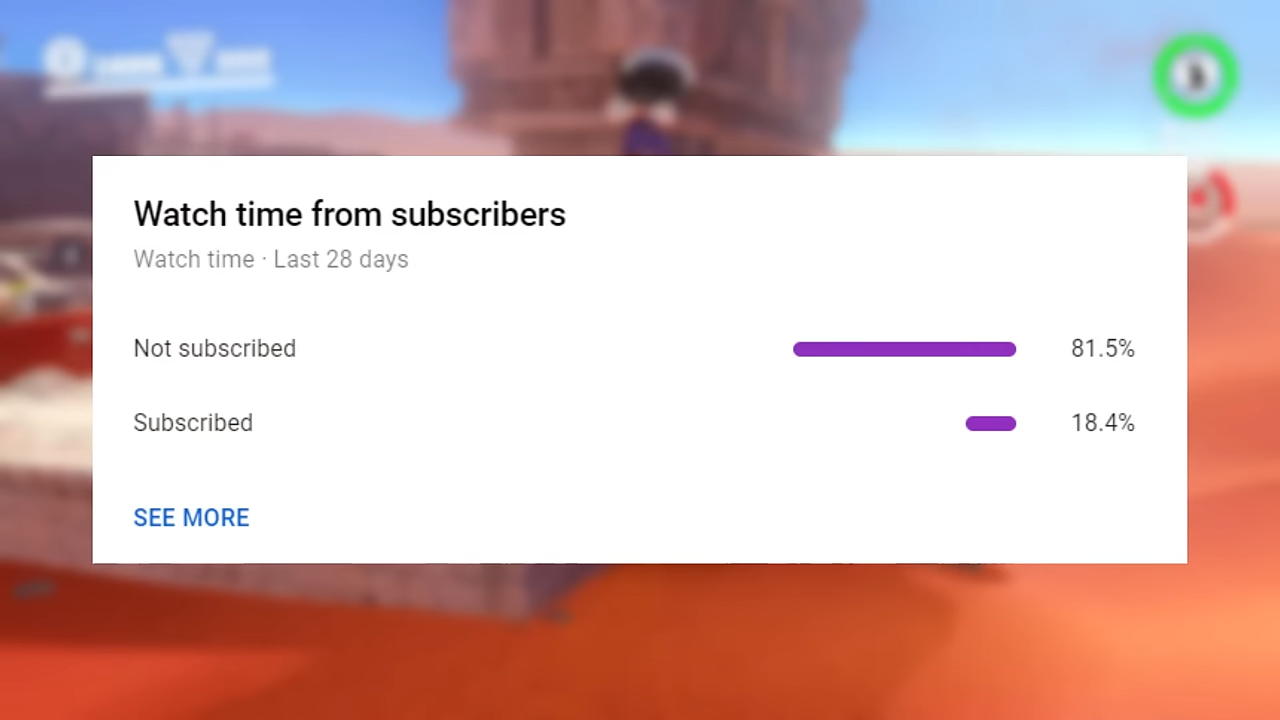 Watch time from subscribers
Watch time · Last 28 days
Not subscribed 81.5%
Subscribed 18.4%
SEE MORE